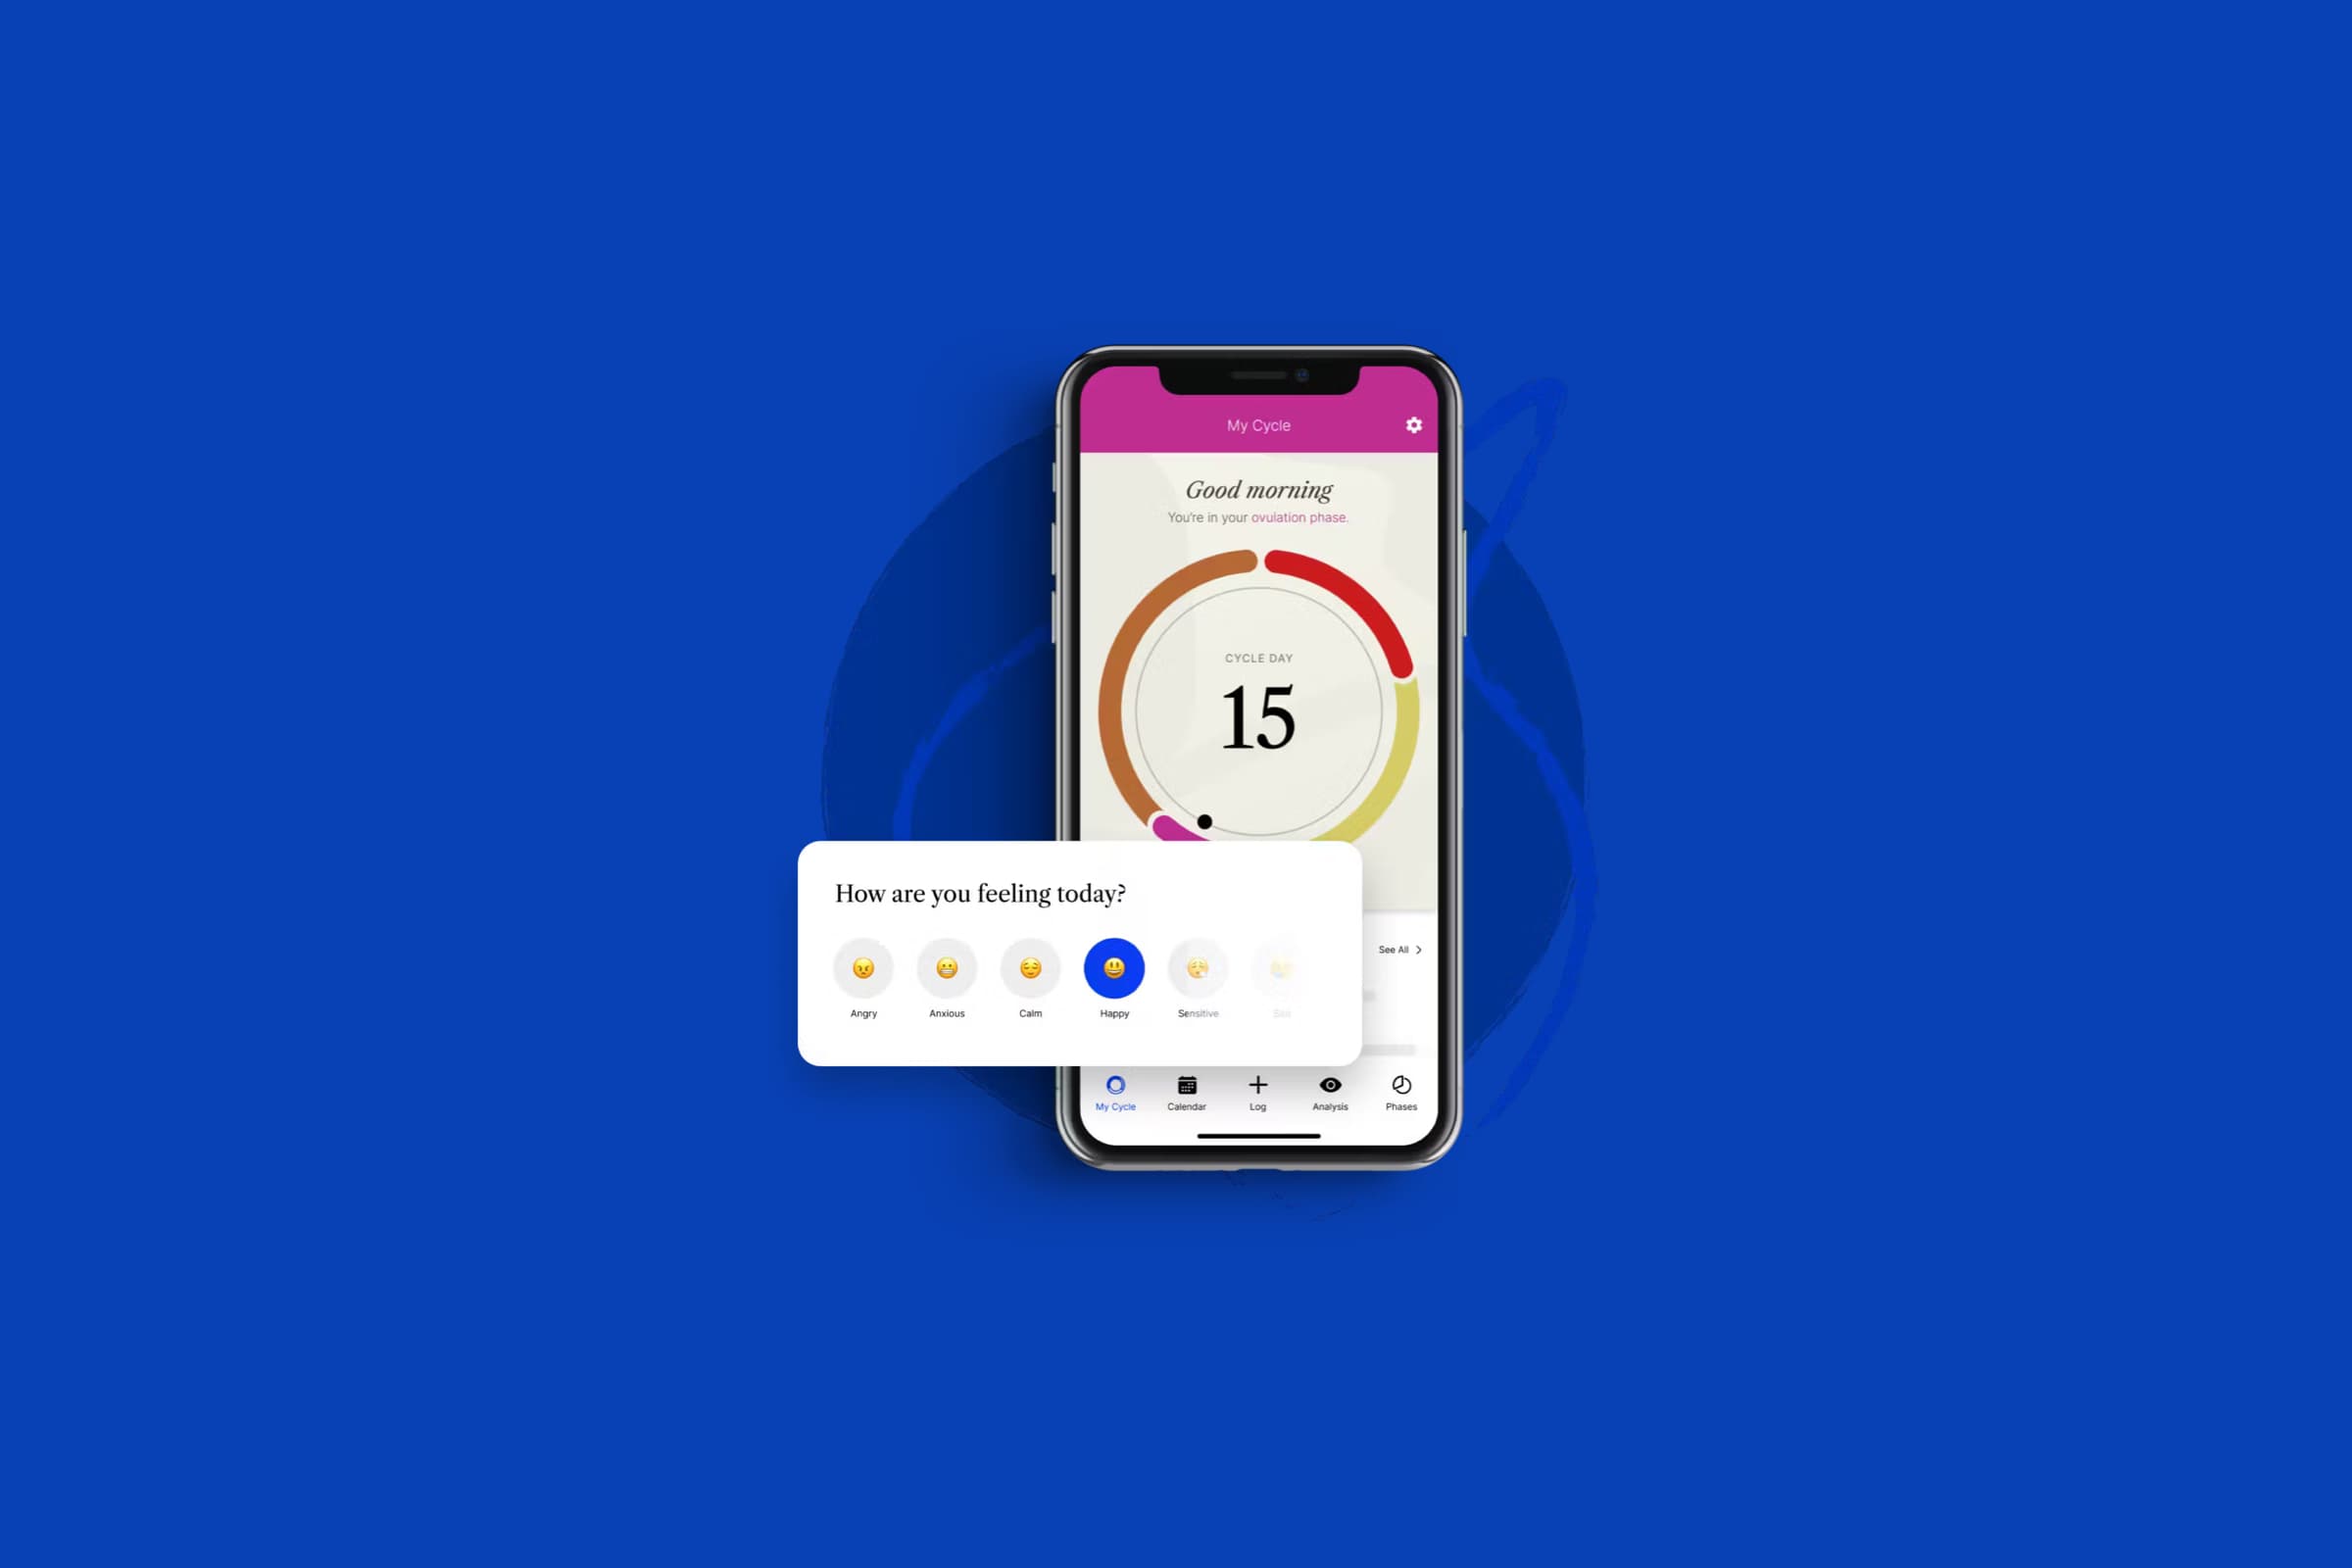 My Cycle
Good morning
You're in your ovulation phase.
CYCLE DAY
15
How are you feeling today?
See All
Angry
Anxious
Calm
Happy
Sensitive
My Cycle
Calendar
Log
Analysis
Phases